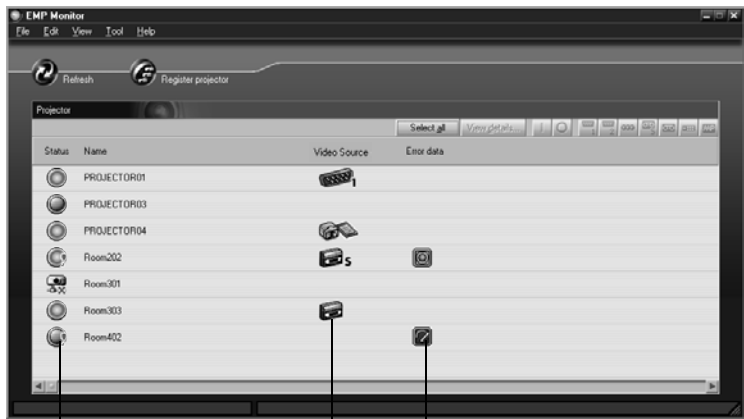 EMP Monitor
File Edit View Tool Help
Refresh Register projector
Projector
Select all View details...
Status Name Video Source Error data
PROJECTOR01 1
PROJECTOR03
PROJECTOR04
Room202 S
Room301
Room303
Room402